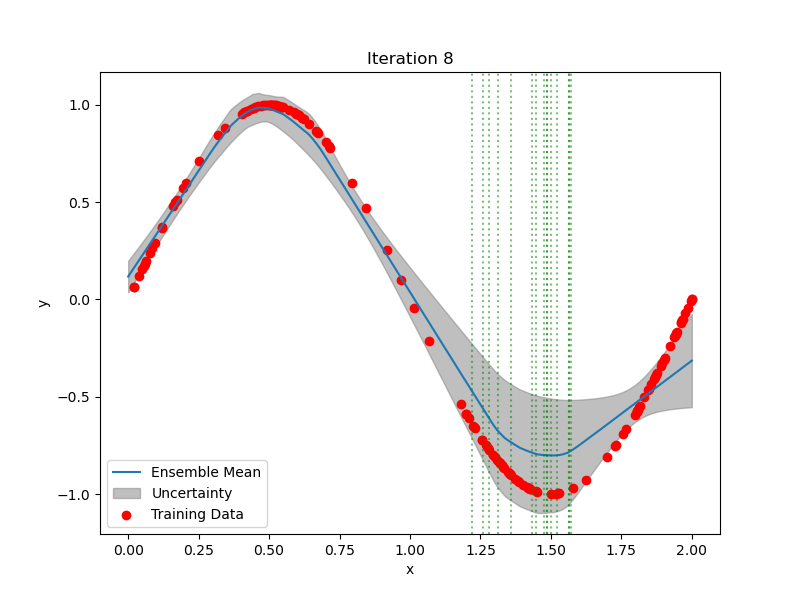 Iteration 8
1.0
0.5
0.0
−0.5
−1.0
y
Ensemble Mean
Uncertainty
Training Data
0.00 0.25 0.50 0.75 1.00 1.25 1.50 1.75 2.00
x